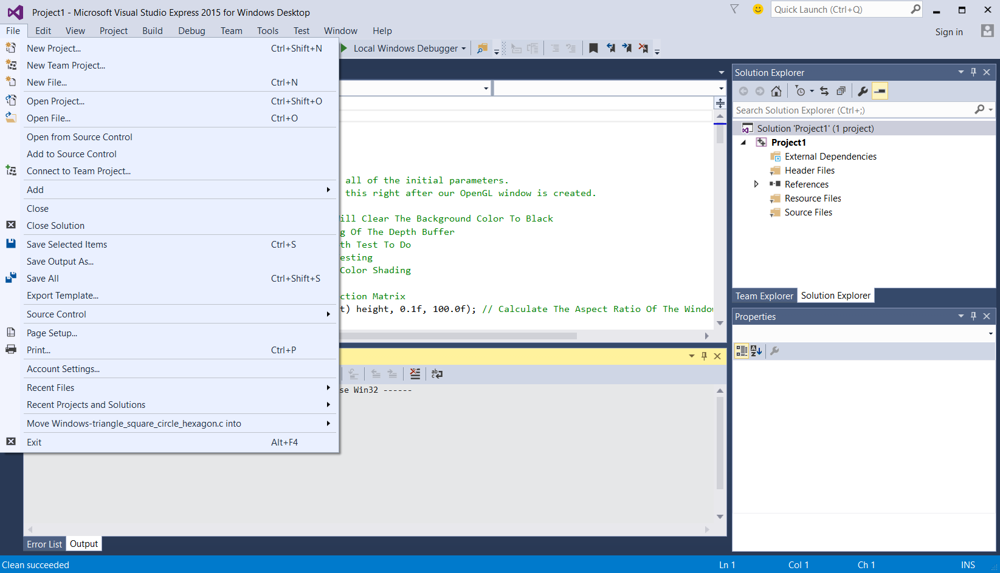 Project1 - Microsoft Visual Studio Express 2015 for Windows Desktop
Quick Launch (Ctrl+Q)
File Edit View Project Build Debug Team Tools Test Window Help
Sign in
Local Windows Debugger
New Project... Ctrl+Shift+N
New Team Project...
New File... Ctrl+N
Open Project... Ctrl+Shift+O
Open File... Ctrl+O
Open from Source Control
Add to Source Control
Connect to Team Project...
Add
Close
Close Solution
Save Selected Items Ctrl+S
Save Output As...
Save All Ctrl+Shift+S
Export Template...
Source Control
Page Setup...
Print... Ctrl+P
Account Settings...
Recent Files
Recent Projects and Solutions
Move Windows-triangle_square_circle_hexagon.c into
Exit Alt+F4
all of the initial parameters.
this right after our OpenGL window is created.
ill Clear The Background Color To Black
g Of The Depth Buffer
th Test To Do
esting
Color Shading
ction Matrix
t) height, 0.1f, 100.0f); // Calculate The Aspect Ratio Of The Window
se Win32 ------
Error List Output
Solution Explorer
Search Solution Explorer (Ctrl+;)
Solution 'Project1' (1 project)
Project1
External Dependencies
Header Files
References
Resource Files
Source Files
Team Explorer Solution Explorer
Properties
Clean succeeded Ln 1 Col 1 Ch 1 INS